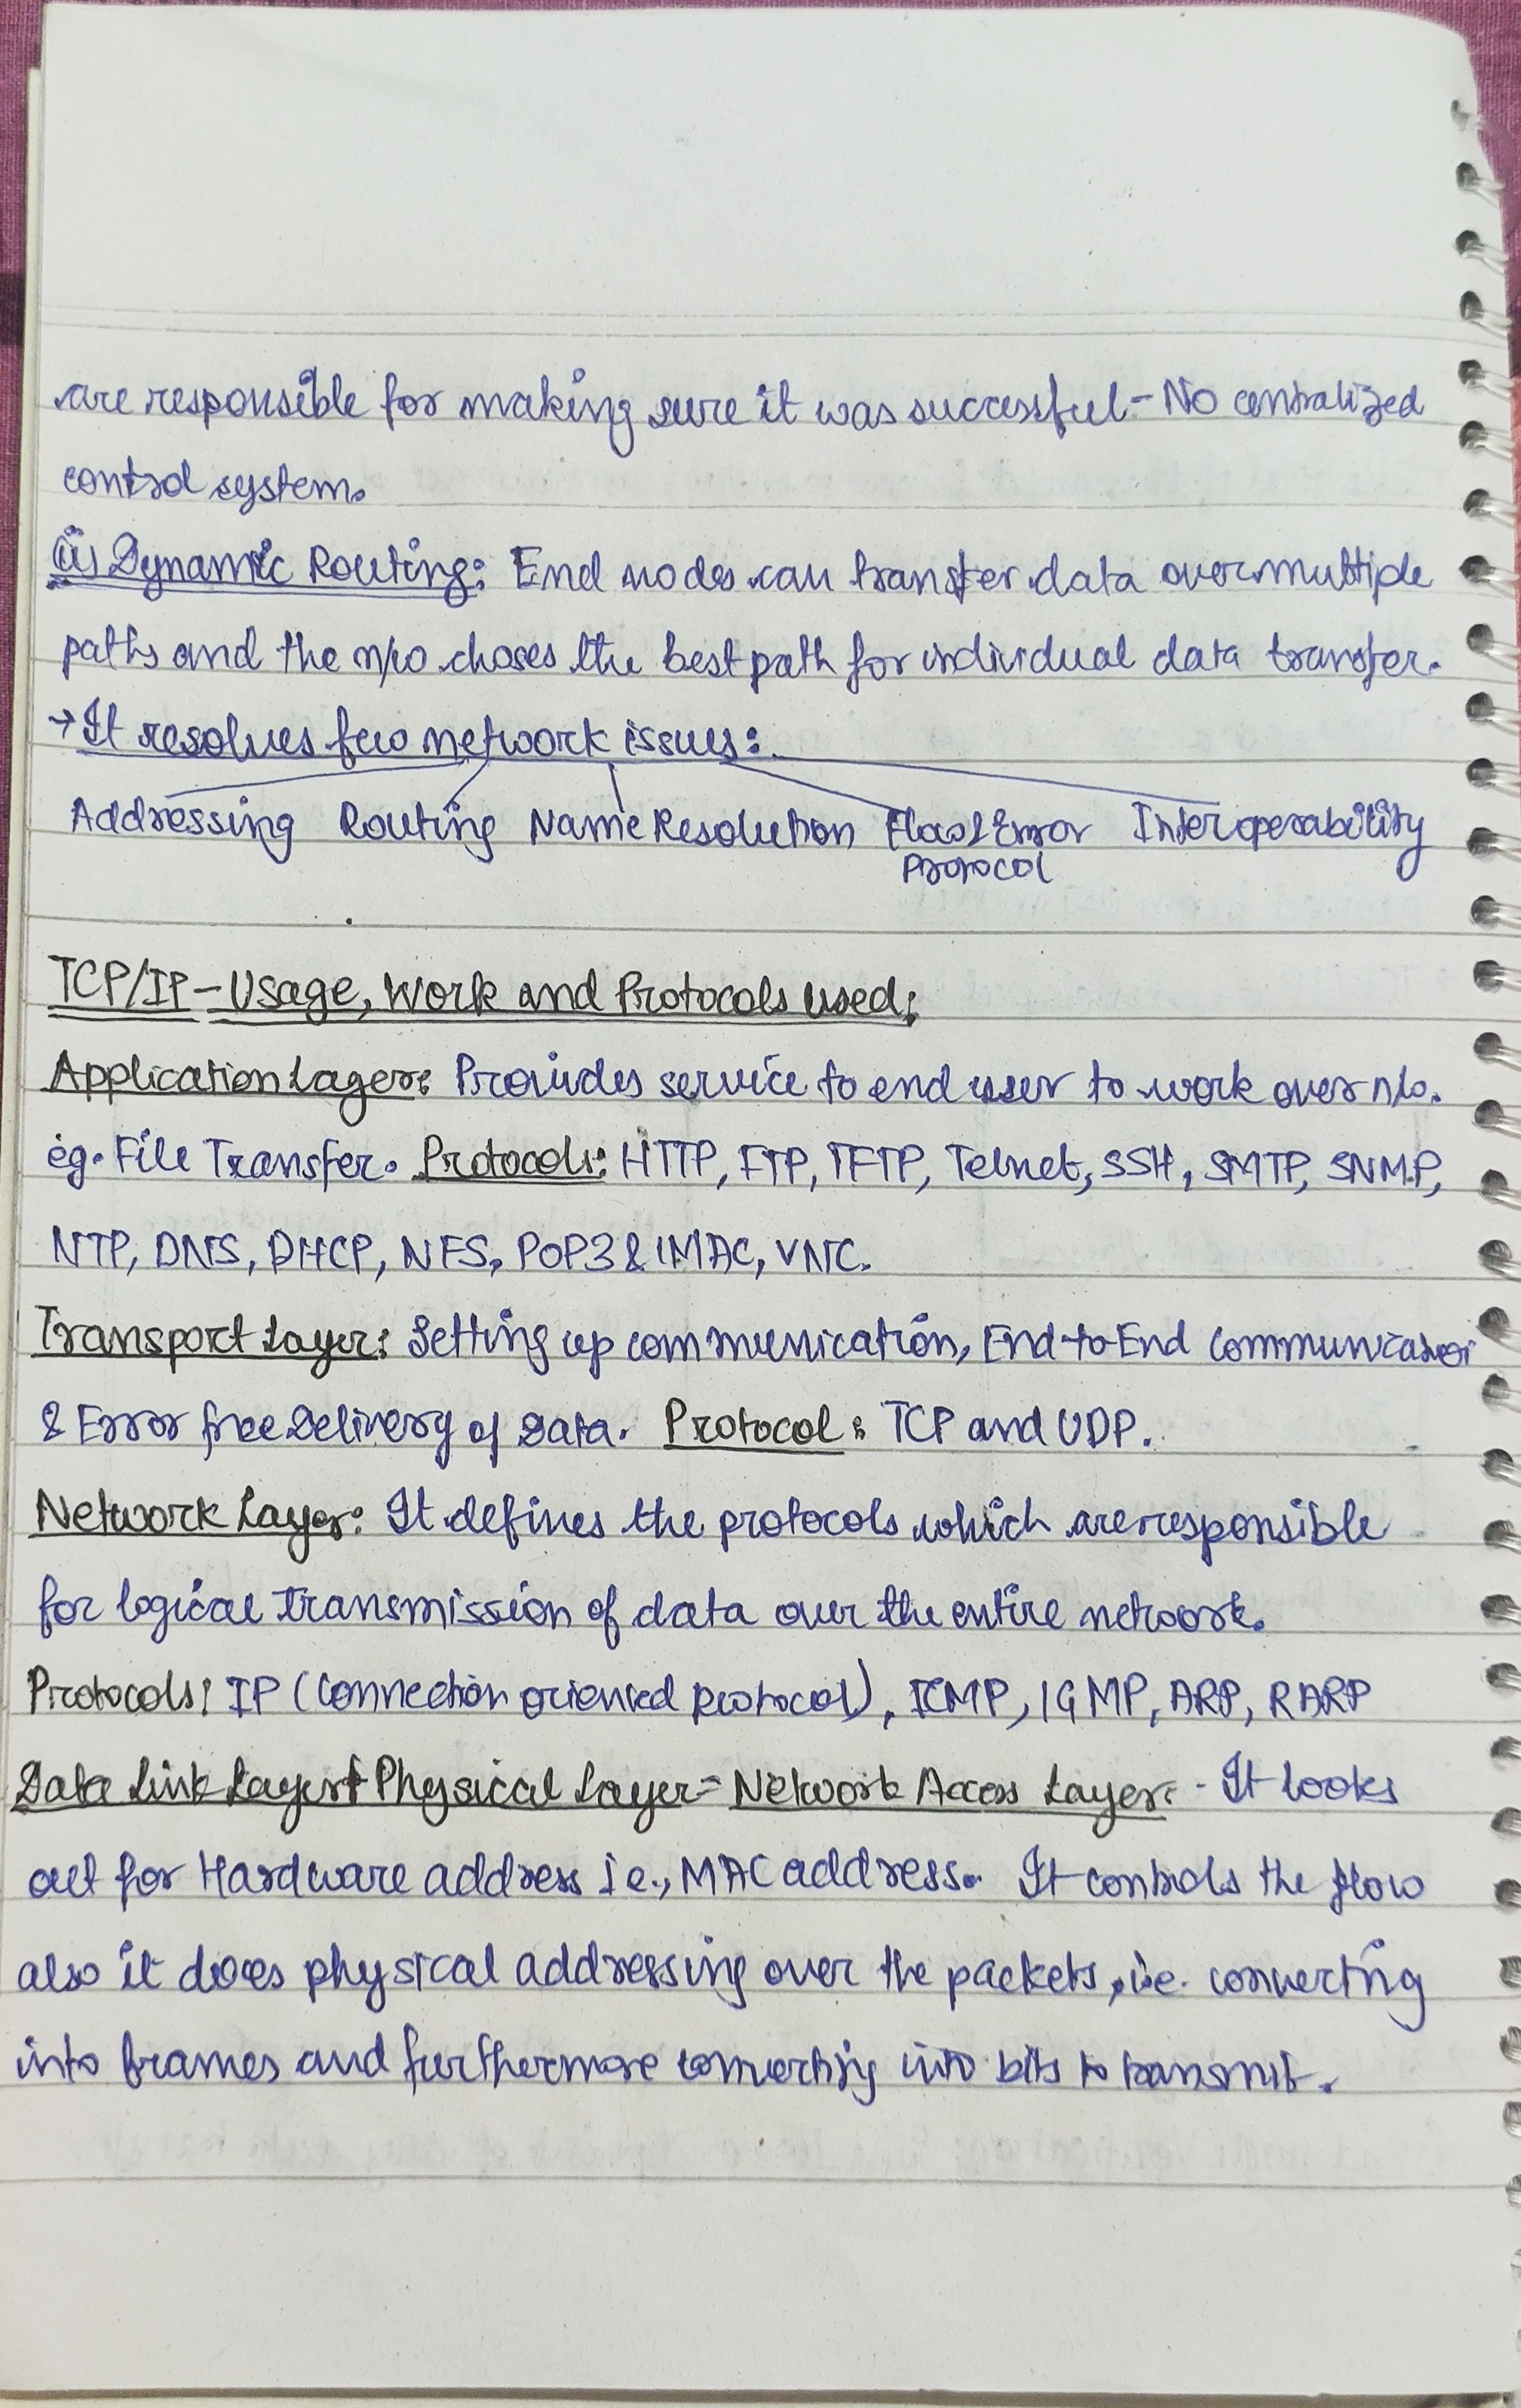 are responsible for making sure it was successful - No centralized
control system.
(ii) Dynamic Routing: End nodes can transfer data over multiple
paths and the n/w choses the best path for individual data transfer.
→ It resolves few network issues:
Addressing Routing Name Resolution Flow & Error Interoperability
Protocol
TCP/IP - Usage, Work and Protocols used:
Application Layer: Provides service to end user to work over n/w.
eg. File Transfer. Protocols: HTTP, FTP, TFTP, Telnet, SSH, SMTP, SNMP,
NTP, DNS, DHCP, NFS, POP3 & IMAC, VNC.
Transport Layer: Setting up communication, End-to-End Communication
& Error free Delivery of Data. Protocol: TCP and UDP.
Network Layer: It defines the protocols which are responsible
for logical transmission of data over the entire network.
Protocols: IP (connection oriented protocol), ICMP, IGMP, ARP, RARP
Data Link Layer + Physical Layer = Network Access Layer: - It looks
out for Hardware address i.e., MAC address. It controls the flow
also it does physical addressing over the packets, i.e. converting
into frames and furthermore converting into bits to transmit.